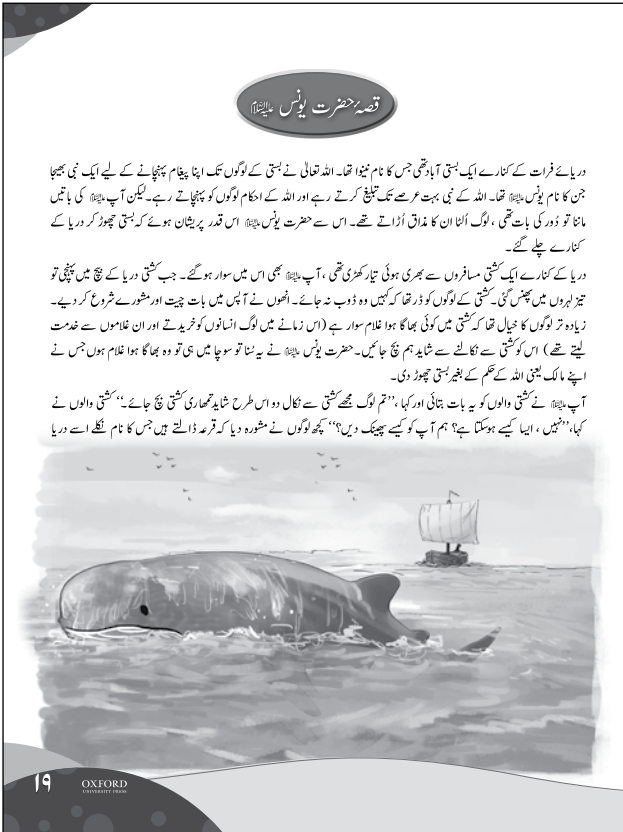 قصۂ حضرت یونس علیہ السلام
دریائے فرات کے کنارے ایک بستی آباد تھی جس کا نام نینوا تھا۔ اللہ تعالیٰ نے بستی کے لوگوں تک اپنا پیغام پہنچانے کے لیے ایک نبی بھیجا
جن کا نام یونس علیہ السلام تھا۔ اللہ کے نبی بہت عرصے تک تبلیغ کرتے رہے اور اللہ کے احکام لوگوں کو پہنچاتے رہے۔ لیکن آپ علیہ السلام کی باتیں
ماننا تو دُور کی بات تھی، لوگ اُلٹا ان کا مذاق اُڑاتے تھے۔ اس سے حضرت یونس علیہ السلام اس قدر پریشان ہوئے کہ بستی چھوڑ کر دریا کے
کنارے چلے گئے۔
دریا کے کنارے ایک کشتی مسافروں سے بھری ہوئی تیار کھڑی تھی، آپ علیہ السلام بھی اس میں سوار ہوگئے۔ جب کشتی دریا کے بیچ میں پہنچی تو
تیز لہروں میں پھنس گئی۔ کشتی کے لوگوں کو ڈر تھا کہ کہیں وہ ڈوب نہ جائے۔ انھوں نے آپس میں بات چیت اور مشورے شروع کر دیے۔
زیادہ تر لوگوں کا خیال تھا کہ کشتی میں کوئی بھاگا ہوا غلام سوار ہے (اس زمانے میں لوگ انسانوں کو خریدتے اور ان غلاموں سے خدمت
لیتے تھے) اس کو کشتی سے نکالنے سے شاید ہم بچ جائیں۔ حضرت یونس علیہ السلام نے یہ سُنا تو سوچا میں ہی تو وہ بھاگا ہوا غلام ہوں جس نے
اپنے مالک یعنی اللہ کے حکم کے بغیر بستی چھوڑ دی۔
آپ علیہ السلام نے کشتی والوں کو یہ بات بتائی اور کہا، ”تم لوگ مجھے کشتی سے نکال دو اس طرح شاید تمھاری کشتی بچ جائے۔“ کشتی والوں نے
کہا، ”نہیں، ایسا کیسے ہوسکتا ہے؟ ہم آپ کو کیسے پھینک دیں؟“ کچھ لوگوں نے مشورہ دیا کہ قرعہ ڈالتے ہیں جس کا نام نکلے اسے دریا
۱۹
OXFORD
UNIVERSITY PRESS